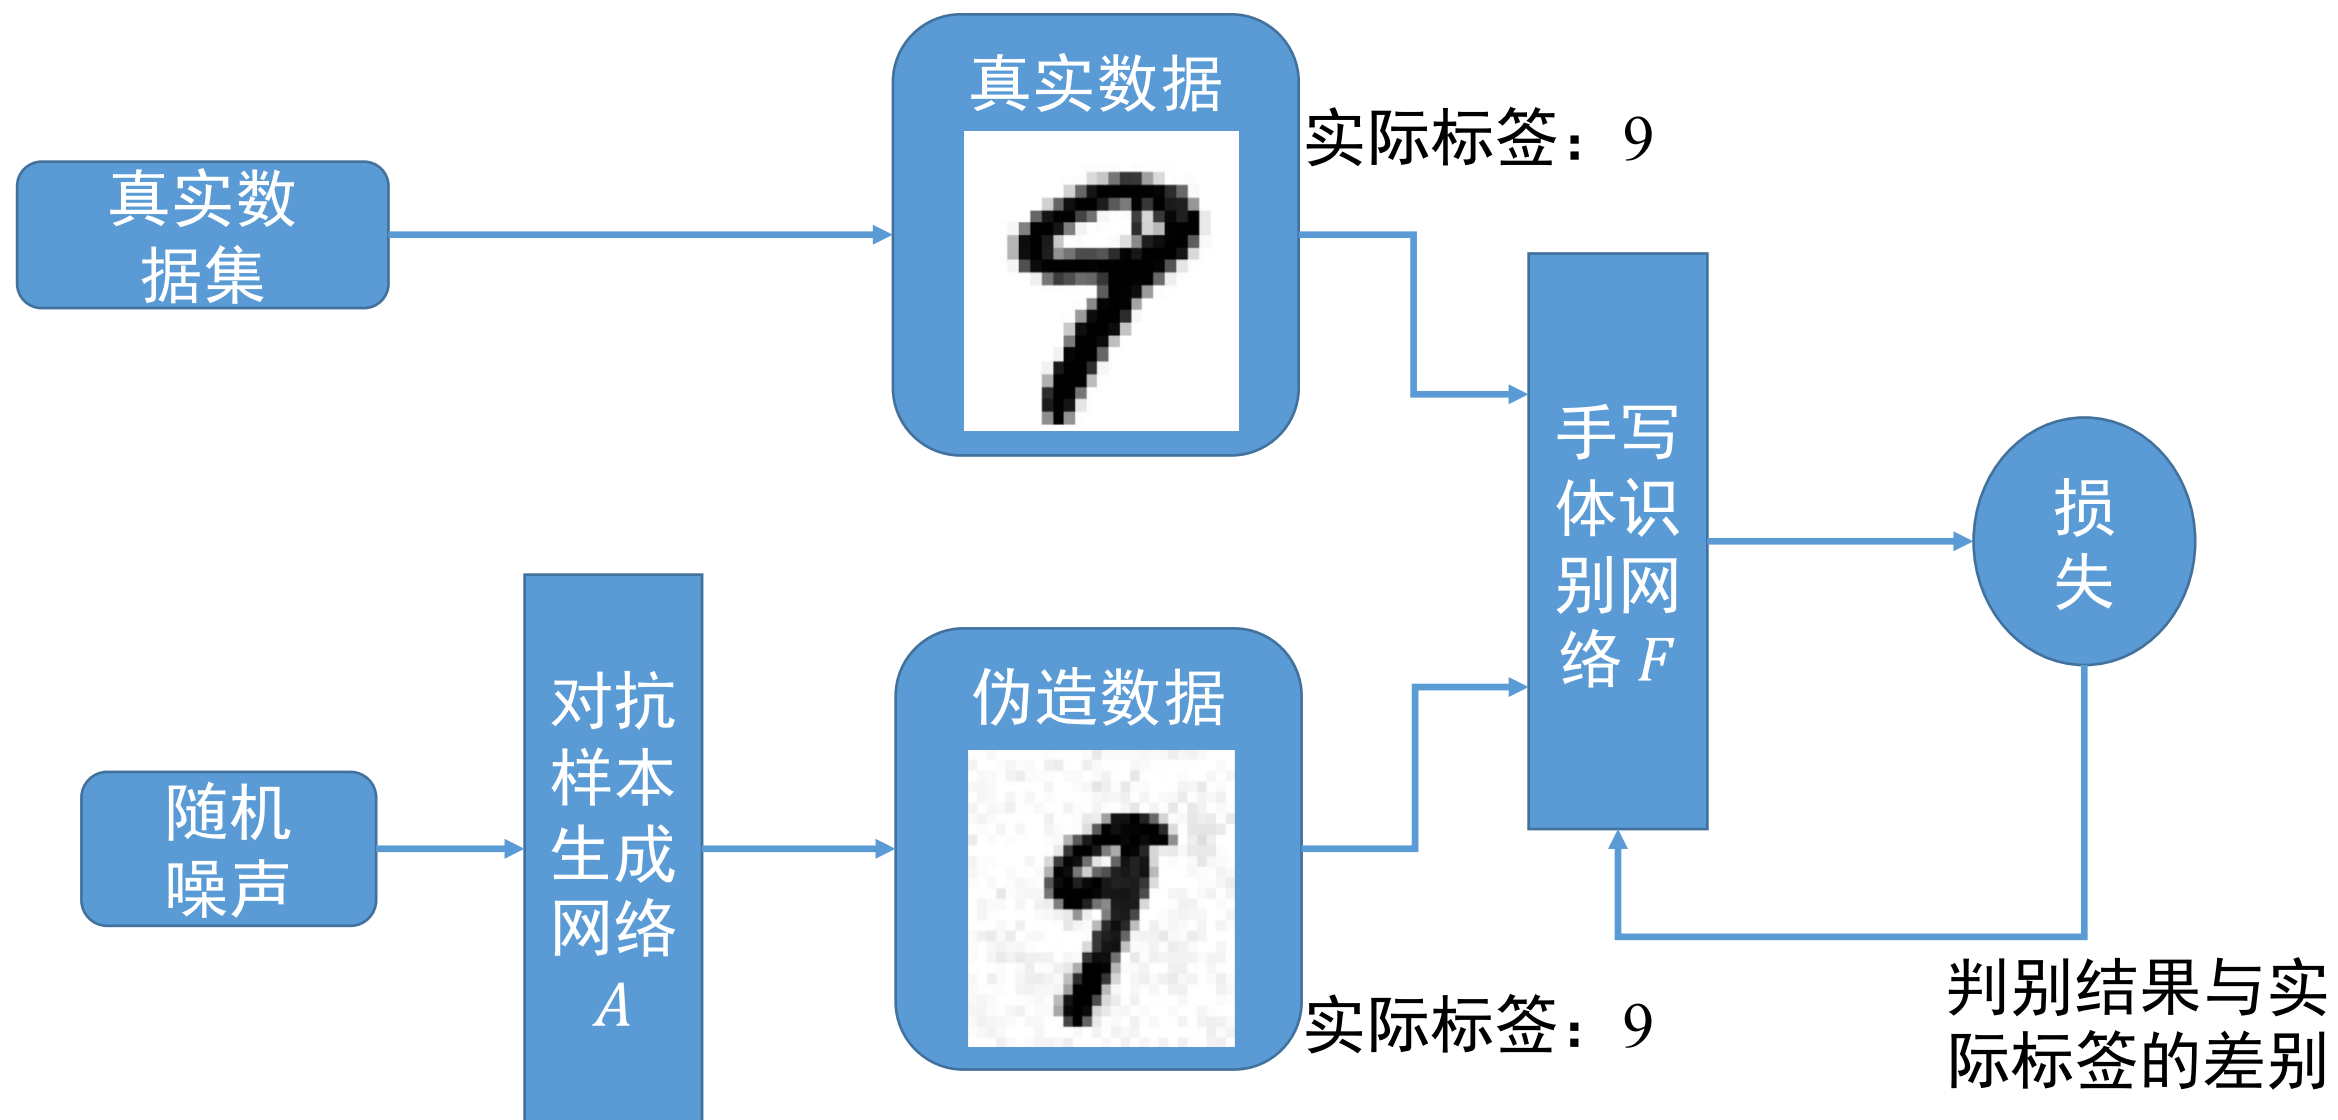 真实数据
实际标签：9
真实数
据集
手写
体识
别网
络 F
损
失
对抗
样本
生成
网络
A
伪造数据
随机
噪声
实际标签：9
判别结果与实
际标签的差别